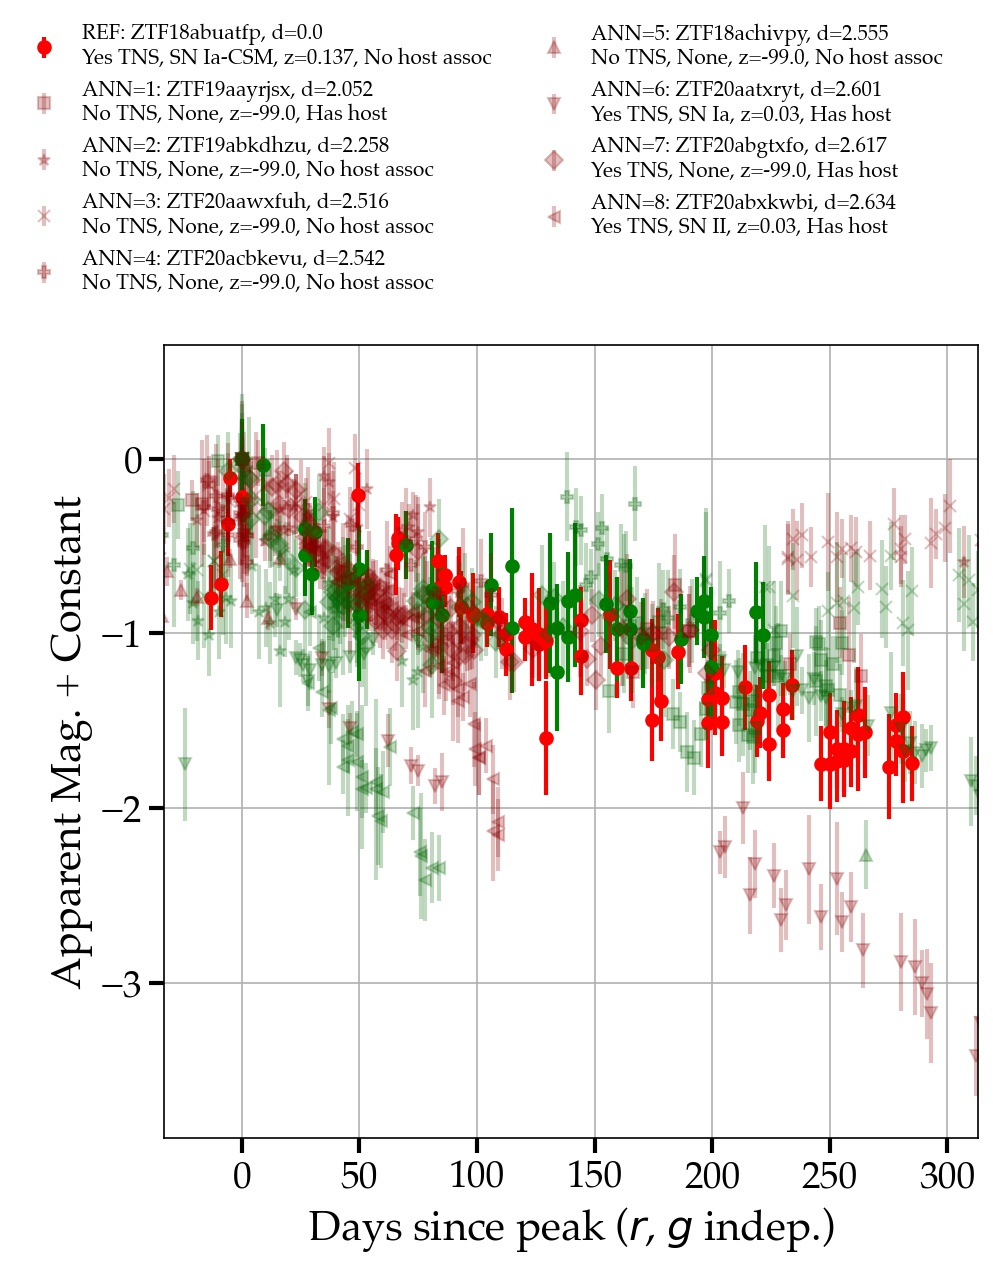 REF: ZTF18abuatfp, d=0.0
Yes TNS, SN Ia-CSM, z=0.137, No host assoc
ANN=1: ZTF19aayrjsx, d=2.052
No TNS, None, z=-99.0, Has host
ANN=2: ZTF19abkdhzu, d=2.258
No TNS, None, z=-99.0, No host assoc
ANN=3: ZTF20aawxfuh, d=2.516
No TNS, None, z=-99.0, No host assoc
ANN=4: ZTF20acbkevu, d=2.542
No TNS, None, z=-99.0, No host assoc
ANN=5: ZTF18achivpy, d=2.555
No TNS, None, z=-99.0, No host assoc
ANN=6: ZTF20aatxryt, d=2.601
Yes TNS, SN Ia, z=0.03, Has host
ANN=7: ZTF20abgtxfo, d=2.617
Yes TNS, None, z=-99.0, Has host
ANN=8: ZTF20abxkwbi, d=2.634
Yes TNS, SN II, z=0.03, Has host
Apparent Mag. + Constant
0
−1
−2
−3
0 50 100 150 200 250 300
Days since peak (r, g indep.)